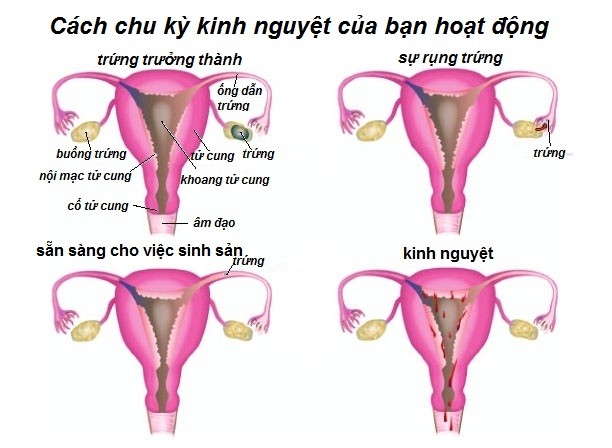 Cách chu kỳ kinh nguyệt của bạn hoạt động
trứng trưởng thành
sự rụng trứng
ống dẫn
trứng
buồng trứng
tử cung
trứng
trứng
nội mạc tử cung
khoang tử cung
cổ tử cung
âm đạo
sẵn sàng cho việc sinh sản
kinh nguyệt
trứng